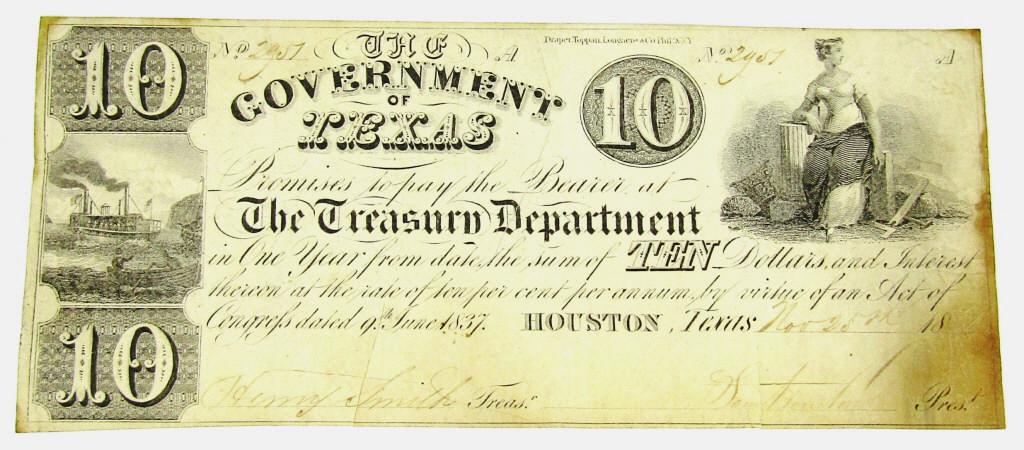 10
No. 2951
THE
A
Draper, Toppan, Longacre & Co. Phil. & N.Y.
No. 2951
A
GOVERNMENT
OF
TEXAS
10
Promises to pay the Bearer at
The Treasury Department
in One Year from date, the sum of TEN Dollars, and Interest
thereon at the rate of ten per cent per annum, by virtue of an Act of
Congress dated 9th June 1837. HOUSTON, Texas Nov 25th 18
10
Henry Smith Treasr.
Prest.